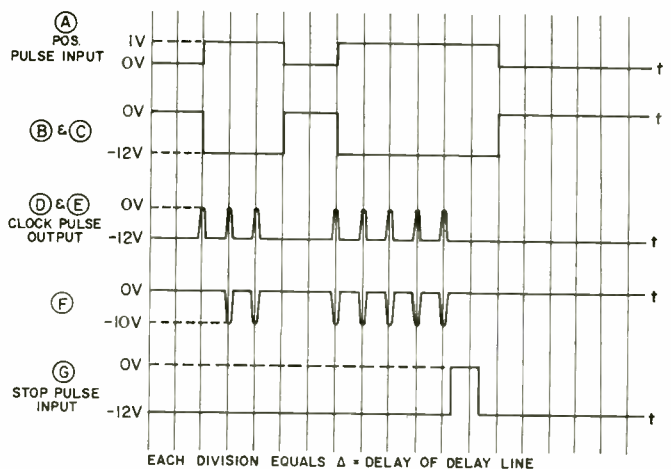 Ⓐ
POS.
PULSE INPUT
1V
0V
t
Ⓑ & Ⓒ
0V
-12V
t
Ⓓ & Ⓔ
CLOCK PULSE
OUTPUT
0V
-12V
t
Ⓕ
0V
-10V
t
Ⓖ
STOP PULSE
INPUT
0V
-12V
t
EACH DIVISION EQUALS Δ = DELAY OF DELAY LINE